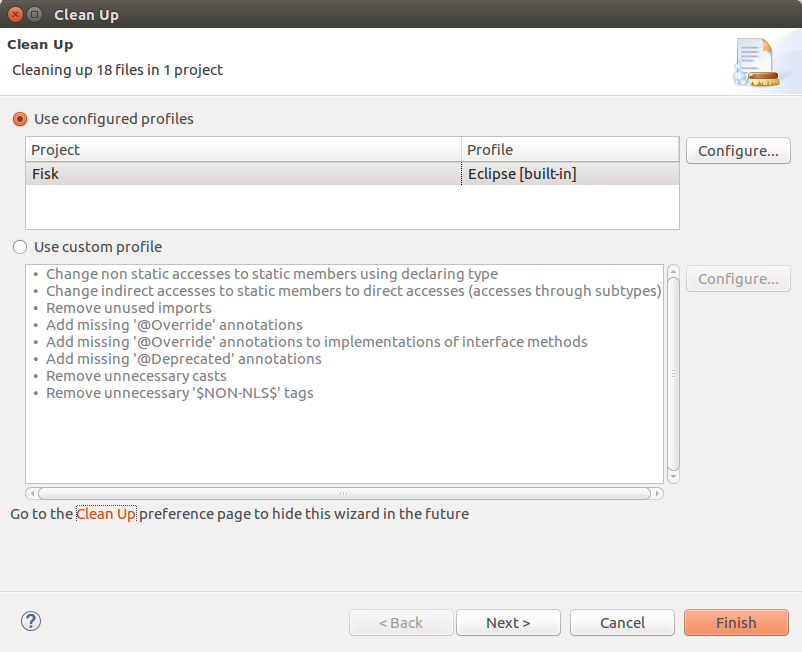 Clean Up
Clean Up
Cleaning up 18 files in 1 project
Use configured profiles
Project Profile
Configure...
Fisk Eclipse [built-in]
Use custom profile
• Change non static accesses to static members using declaring type
Configure...
• Change indirect accesses to static members to direct accesses (accesses through subtypes)
• Remove unused imports
• Add missing '@Override' annotations
• Add missing '@Override' annotations to implementations of interface methods
• Add missing '@Deprecated' annotations
• Remove unnecessary casts
• Remove unnecessary '$NON-NLS$' tags
Go to the Clean Up preference page to hide this wizard in the future
? < Back Next > Cancel Finish